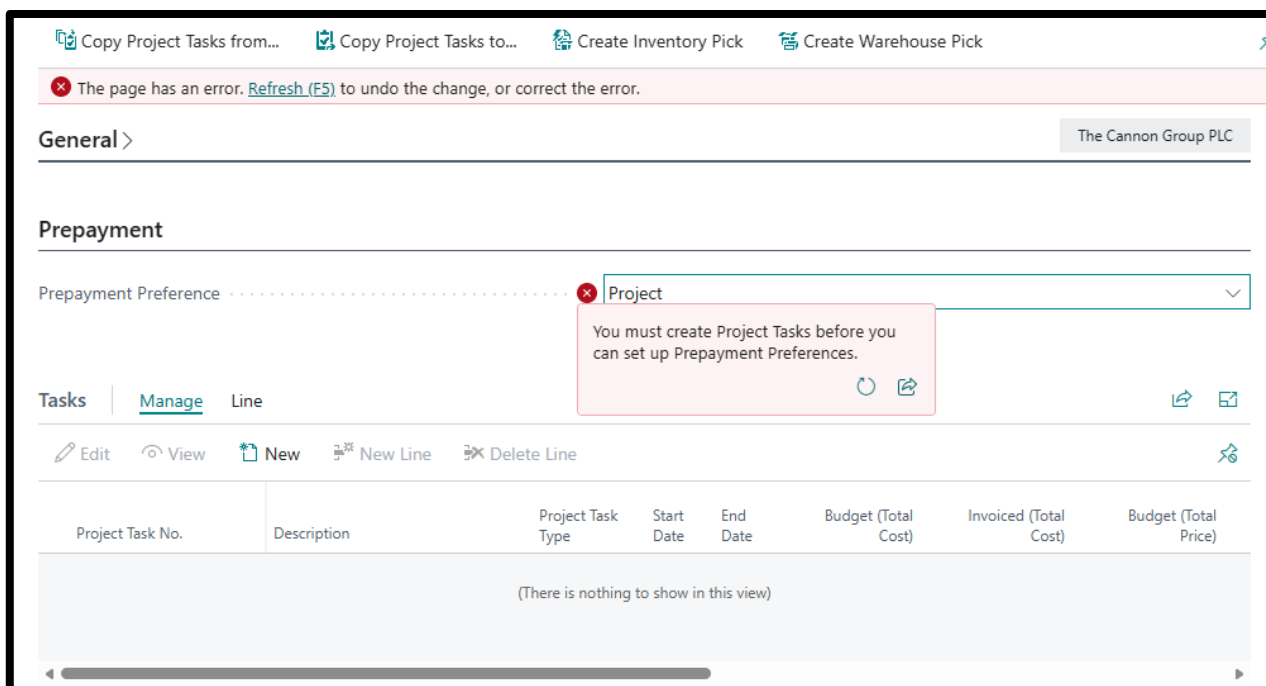 Copy Project Tasks from... Copy Project Tasks to... Create Inventory Pick Create Warehouse Pick
The page has an error. Refresh (F5) to undo the change, or correct the error.
General
The Cannon Group PLC
Prepayment
Prepayment Preference Project
You must create Project Tasks before you
can set up Prepayment Preferences.
Tasks Manage Line
Edit View New New Line Delete Line
Project Task No. Description Project Task Type Start Date End Date Budget (Total Cost) Invoiced (Total Cost) Budget (Total Price)
(There is nothing to show in this view)